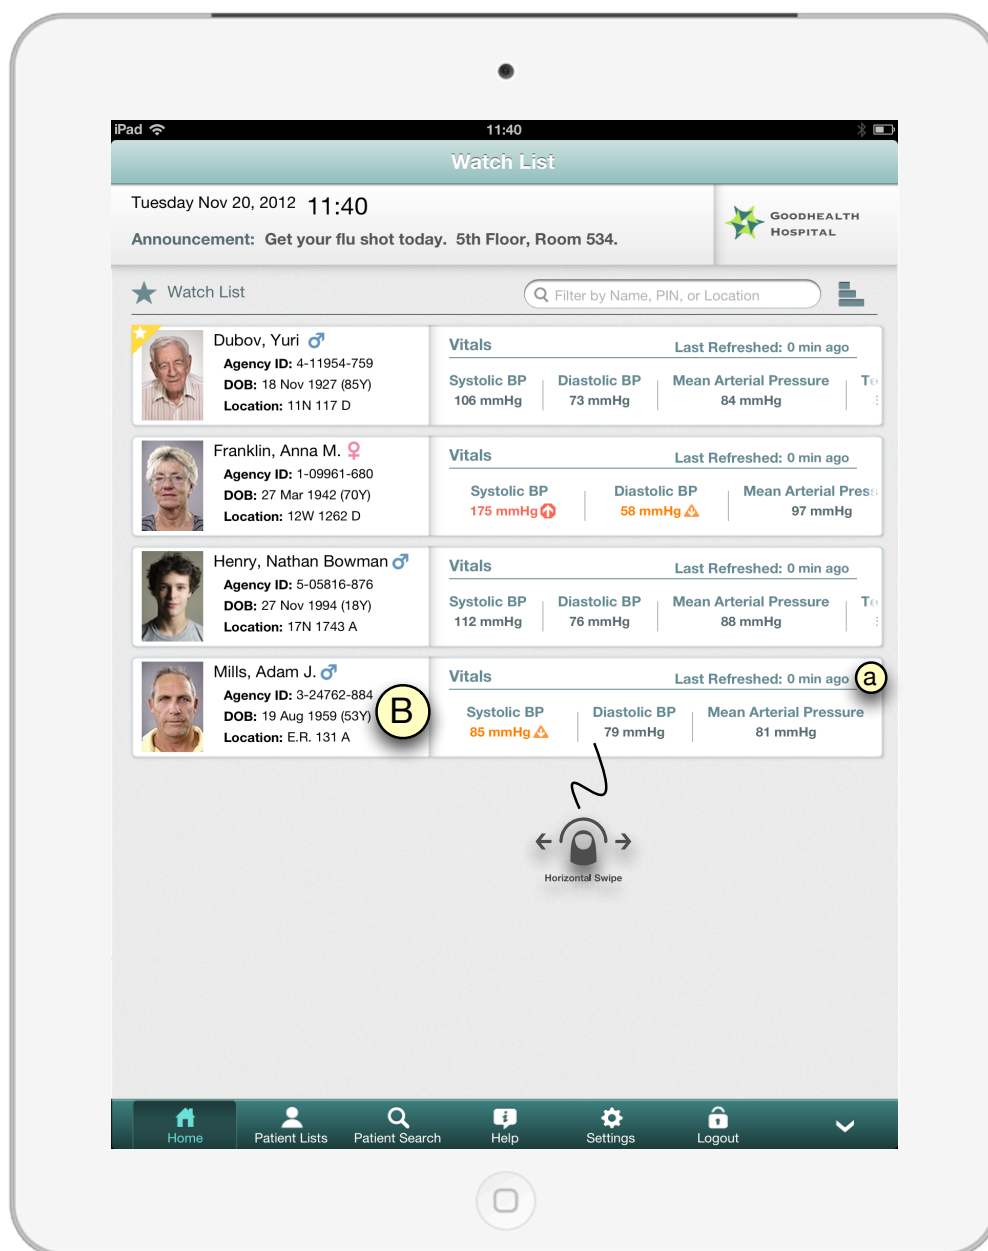 iPad 11:40
Watch List
Tuesday Nov 20, 2012 11:40
GOODHEALTH
HOSPITAL
Announcement: Get your flu shot today. 5th Floor, Room 534.
Watch List
Filter by Name, PIN, or Location
Dubov, Yuri
Agency ID: 4-11954-759
DOB: 18 Nov 1927 (85Y)
Location: 11N 117 D
Vitals Last Refreshed: 0 min ago
Systolic BP Diastolic BP Mean Arterial Pressure
106 mmHg 73 mmHg 84 mmHg
Franklin, Anna M.
Agency ID: 1-09961-680
DOB: 27 Mar 1942 (70Y)
Location: 12W 1262 D
Vitals Last Refreshed: 0 min ago
Systolic BP Diastolic BP Mean Arterial Press
175 mmHg 58 mmHg 97 mmHg
Henry, Nathan Bowman
Agency ID: 5-05816-876
DOB: 27 Nov 1994 (18Y)
Location: 17N 1743 A
Vitals Last Refreshed: 0 min ago
Systolic BP Diastolic BP Mean Arterial Pressure
112 mmHg 76 mmHg 88 mmHg
Mills, Adam J.
Agency ID: 3-24762-884
DOB: 19 Aug 1959 (53Y)
Location: E.R. 131 A
B
Vitals Last Refreshed: 0 min ago a
Systolic BP Diastolic BP Mean Arterial Pressure
85 mmHg 79 mmHg 81 mmHg
Horizontal Swipe
Home Patient Lists Patient Search Help Settings Logout